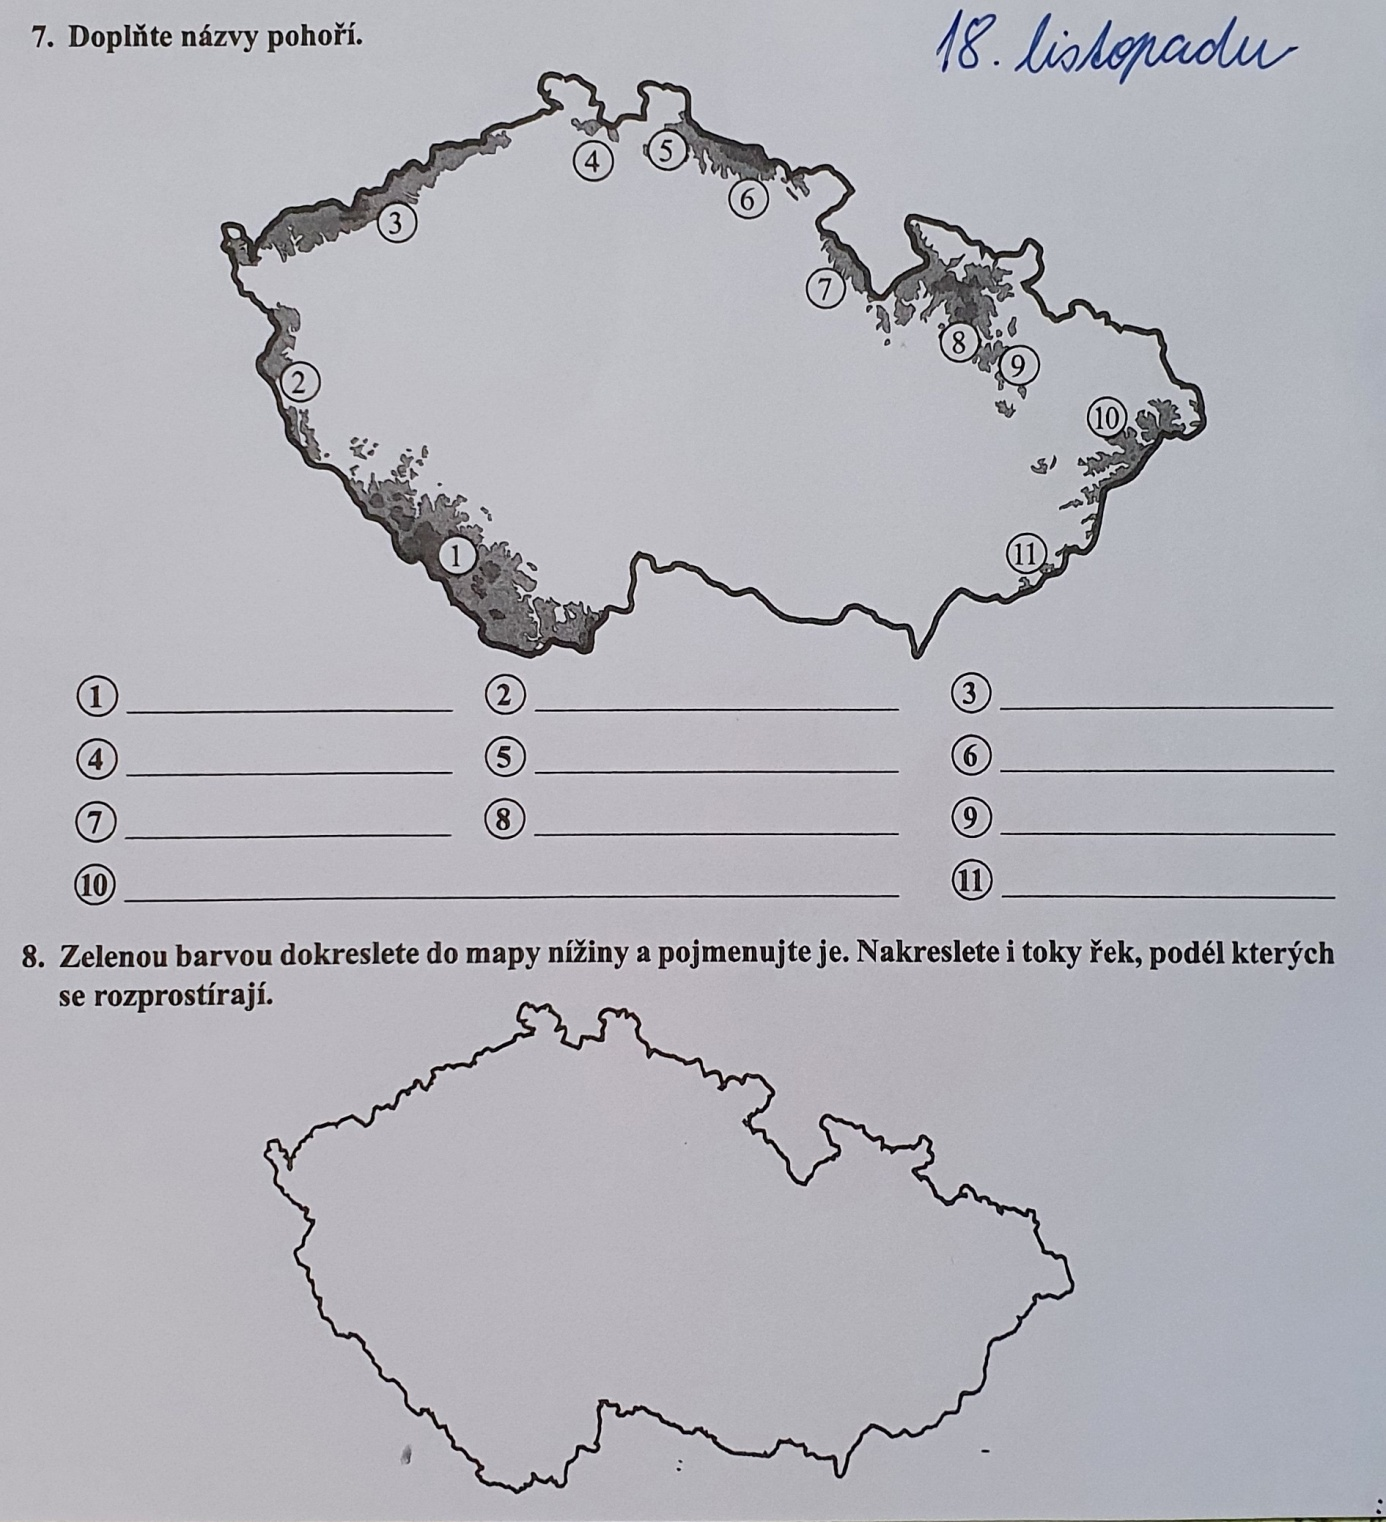 7. Doplňte názvy pohoří.
18. listopadu
4
5
6
3
7
8
9
2
10
1
11
1 2 3
4 5 6
7 8 9
10 11
8. Zelenou barvou dokreslete do mapy nížiny a pojmenujte je. Nakreslete i toky řek, podél kterých
se rozprostírají.